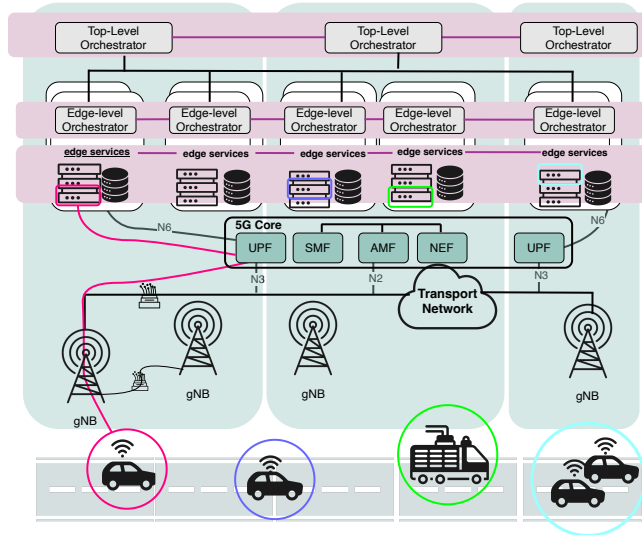 Top-Level
Orchestrator
Top-Level
Orchestrator
Top-Level
Orchestrator
Edge-level
Orchestrator
Edge-level
Orchestrator
Edge-level
Orchestrator
Edge-level
Orchestrator
Edge-level
Orchestrator
edge services
edge services
edge services
edge services
edge services
N6
N6
5G Core
UPF
SMF
AMF
NEF
UPF
N3
N2
N3
Transport
Network
gNB
gNB
gNB
gNB